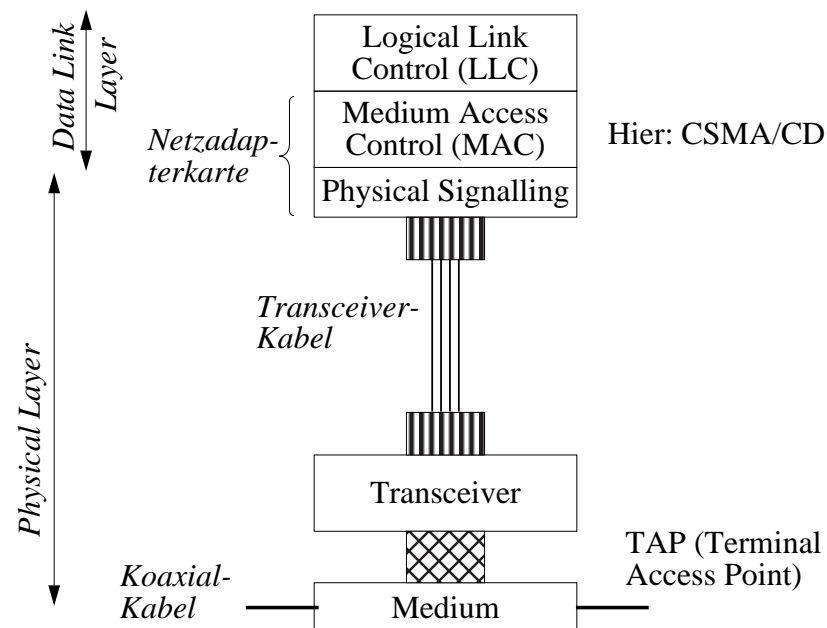 Data Link
Layer
Logical Link
Control (LLC)
Netzadap-
terkarte
Medium Access
Control (MAC)
Hier: CSMA/CD
Physical Signalling
Physical Layer
Transceiver-
Kabel
Transceiver
TAP (Terminal
Access Point)
Koaxial-
Kabel
Medium